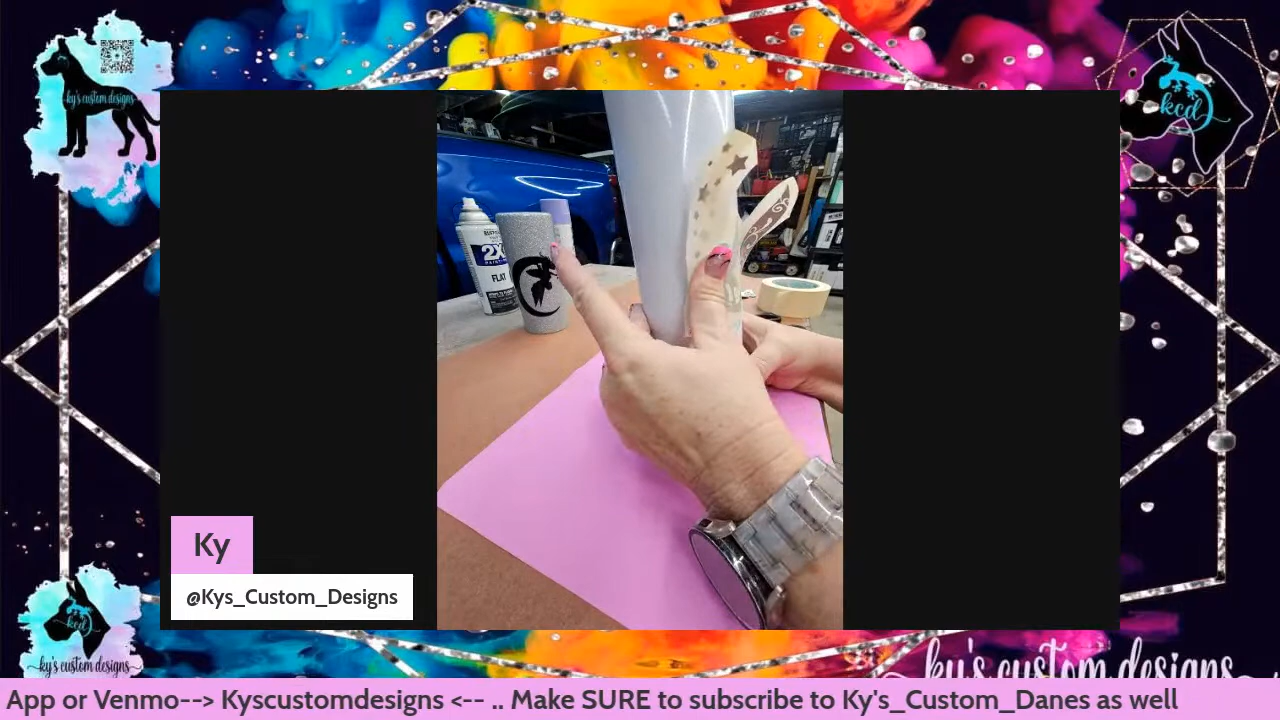 ky's custom designs
kcd
2X
FLAT
Ky
@Kys_Custom_Designs
kcd
ky's custom designs
ky's custom designs
App or Venmo--> Kyscustomdesigns <-- .. Make SURE to subscribe to Ky's_Custom_Danes as well